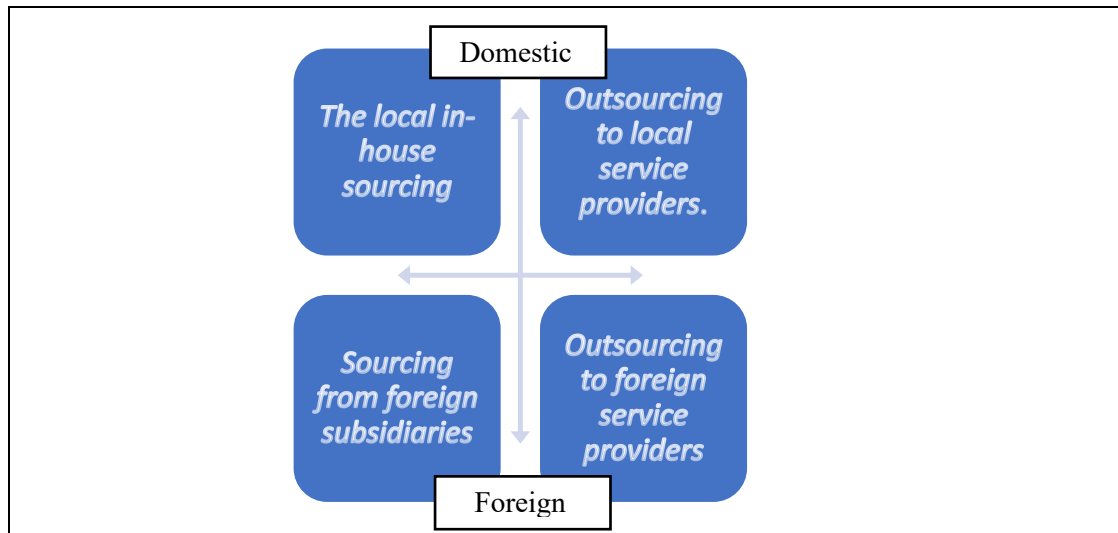 Domestic
The local in-
house
sourcing
Outsourcing
to local
service
providers.
Sourcing
from foreign
subsidiaries
Outsourcing
to foreign
service
providers
Foreign